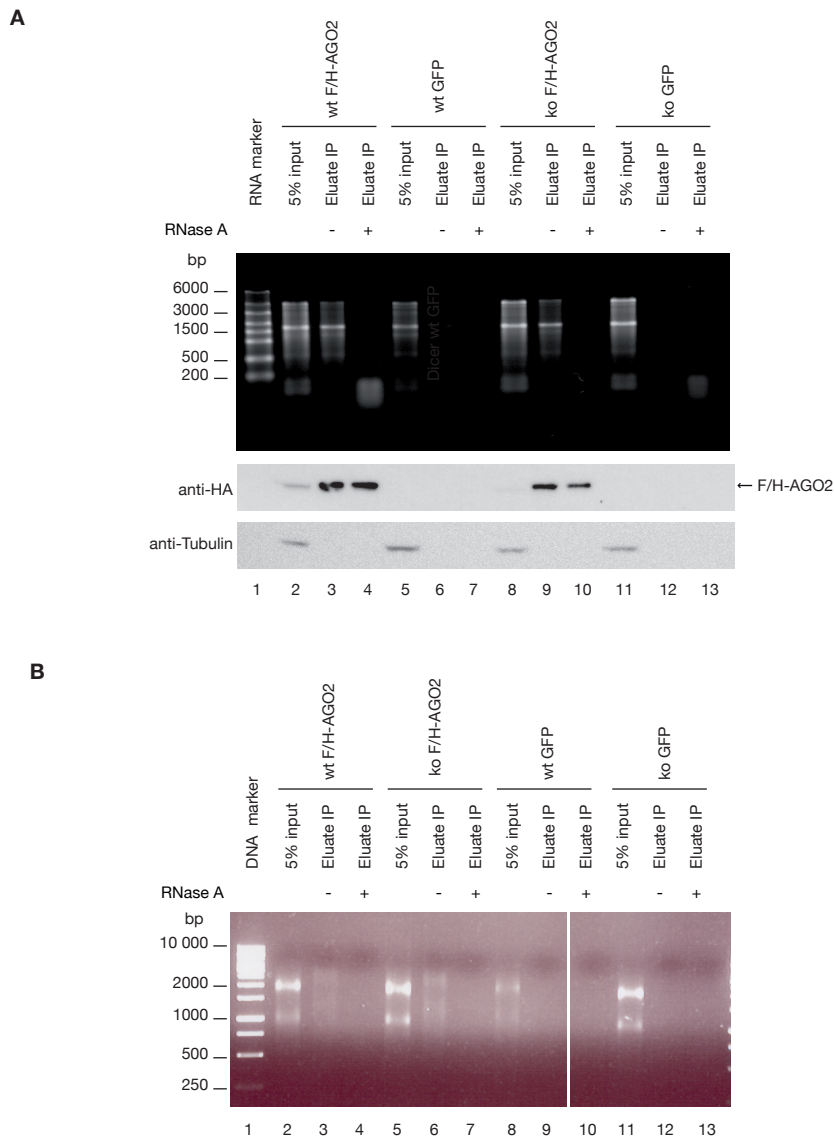 A
wt F/H-AGO2
wt GFP
ko F/H-AGO2
ko GFP
RNA marker
5% input
Eluate IP
Eluate IP
5% input
Eluate IP
Eluate IP
5% input
Eluate IP
Eluate IP
5% input
Eluate IP
Eluate IP
RNase A - + - + - + - +
bp
6000
3000
1500
500
200
Dicer wt GFP
anti-HA
← F/H-AGO2
anti-Tubulin
1 2 3 4 5 6 7 8 9 10 11 12 13
B
wt F/H-AGO2
ko F/H-AGO2
wt GFP
ko GFP
DNA marker
5% input
Eluate IP
Eluate IP
5% input
Eluate IP
Eluate IP
5% input
Eluate IP
Eluate IP
5% input
Eluate IP
Eluate IP
RNase A - + - + - + - +
bp
10 000
2000
1000
500
250
1 2 3 4 5 6 7 8 9 10 11 12 13